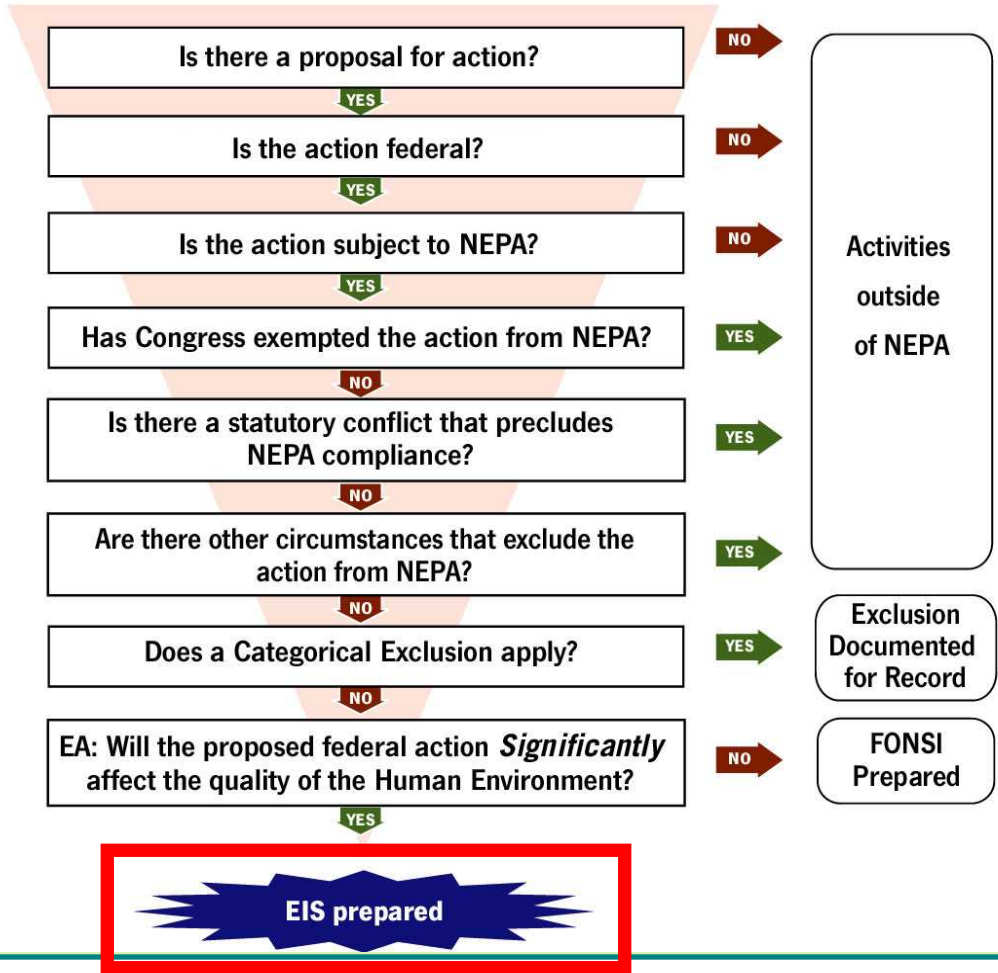 Is there a proposal for action?
NO
YES
Is the action federal?
NO
YES
Is the action subject to NEPA?
NO
YES
Has Congress exempted the action from NEPA?
YES
NO
Is there a statutory conflict that precludes
NEPA compliance?
YES
NO
Are there other circumstances that exclude the
action from NEPA?
YES
NO
Activities
outside
of NEPA
Does a Categorical Exclusion apply?
YES
NO
Exclusion
Documented
for Record
EA: Will the proposed federal action Significantly
affect the quality of the Human Environment?
NO
YES
FONSI
Prepared
EIS prepared